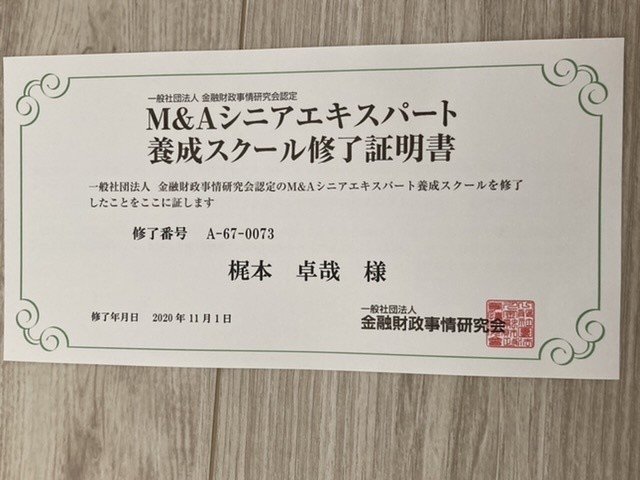 一般社団法人 金融財政事情研究会認定
M&Aシニアエキスパート
養成スクール修了証明書
一般社団法人 金融財政事情研究会認定のM&Aシニアエキスパート養成スクールを修了
したことをここに証します
修了番号 A-67-0073
梶本 卓哉 様
修了年月日 2020年11月1日
一般社団法人
金融財政事情研究会